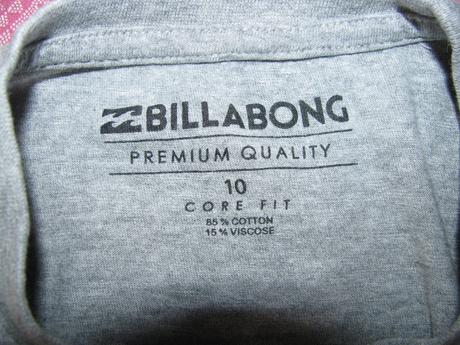 BILLABONG
PREMIUM QUALITY
10
CORE FIT
85% COTTON
15% VISCOSE